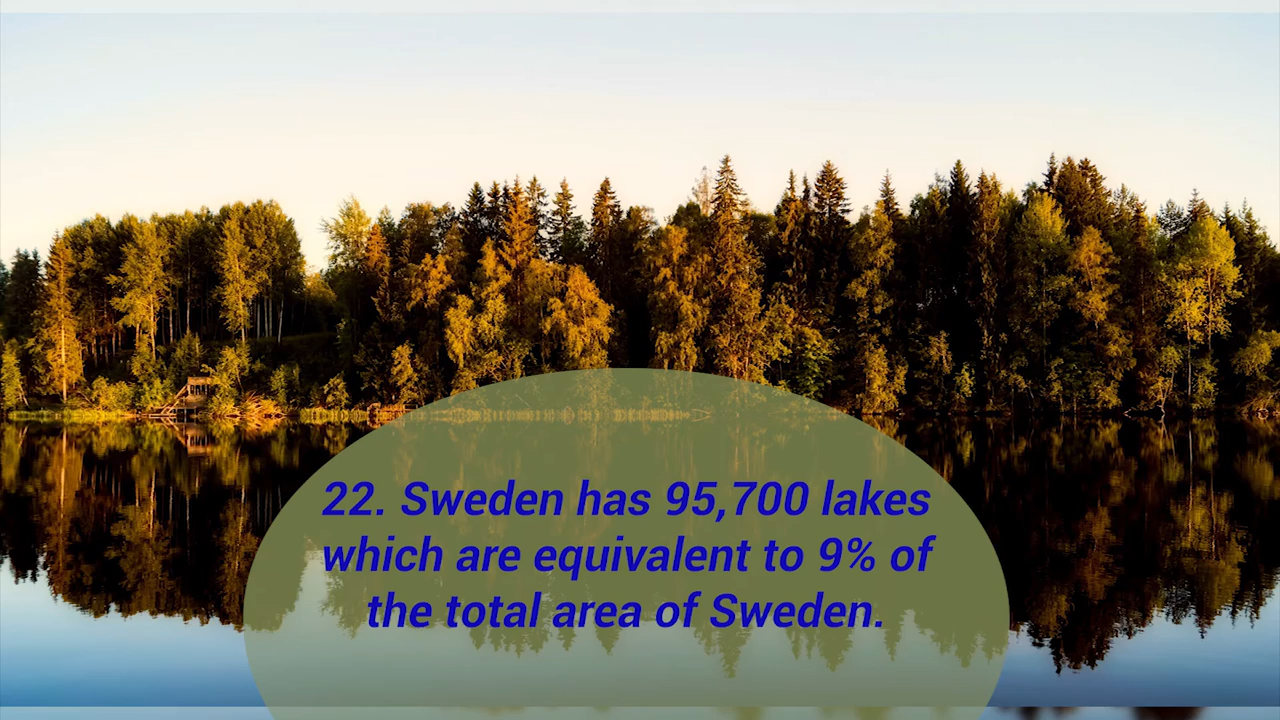 22. Sweden has 95,700 lakes
which are equivalent to 9% of
the total area of Sweden.